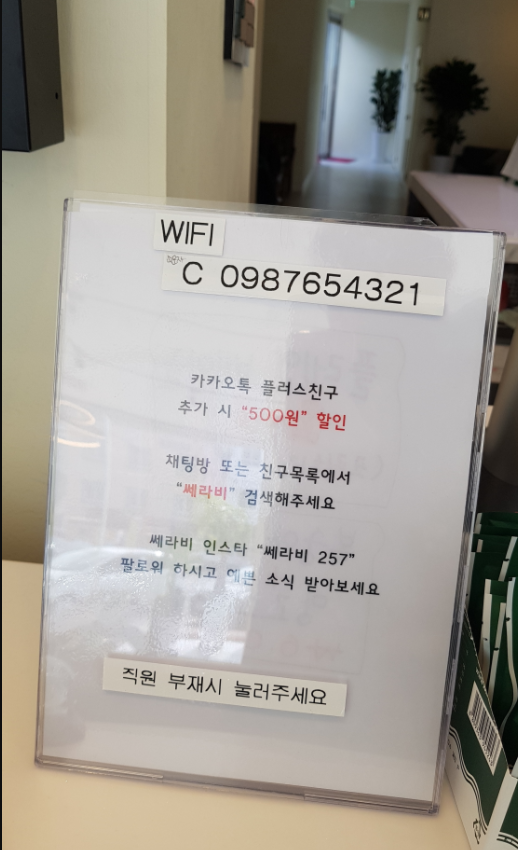 WIFI
C 0987654321
카카오톡 플러스친구
추가 시 “500원” 할인
채팅방 또는 친구목록에서
“쎄라비” 검색해주세요
쎄라비 인스타 “쎄라비 257”
팔로워 하시고 예쁜 소식 받아보세요
직원 부재시 눌러주세요